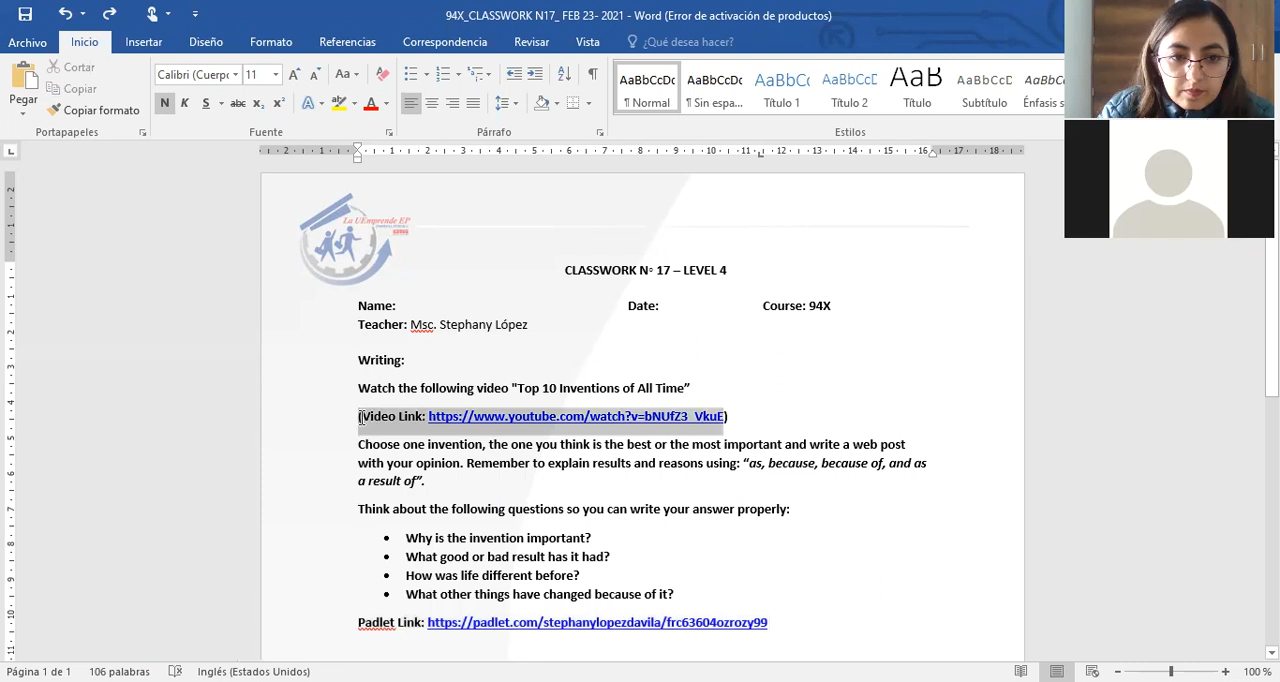 94X_CLASSWORK N17_ FEB 23- 2021 - Word (Error de activación de productos)
Archivo Inicio Insertar Diseño Formato Referencias Correspondencia Revisar Vista ¿Qué desea hacer?
Pegar
Cortar
Copiar
Copiar formato
Portapapeles
Calibri (Cuerpo 11
Aa
N K S abc x₂ x²
Fuente
Párrafo
AaBbCcDc AaBbCcDc AaBbCc AaBbCcD AaB AaBbCcD AaBbCcDc
¶ Normal ¶ Sin espa... Título 1 Título 2 Título Subtítulo Énfasis s
Estilos
La UEmprende EP
CLASSWORK N◦ 17 – LEVEL 4
Name: Date: Course: 94X
Teacher: Msc. Stephany López
Writing:
Watch the following video "Top 10 Inventions of All Time”
(Video Link: https://www.youtube.com/watch?v=bNUfZ3_VkuE)
Choose one invention, the one you think is the best or the most important and write a web post
with your opinion. Remember to explain results and reasons using: “as, because, because of, and as
a result of”.
Think about the following questions so you can write your answer properly:
• Why is the invention important?
• What good or bad result has it had?
• How was life different before?
• What other things have changed because of it?
Padlet Link: https://padlet.com/stephanylopezdavila/frc63604ozrozy99
Página 1 de 1 106 palabras Inglés (Estados Unidos) 100 %